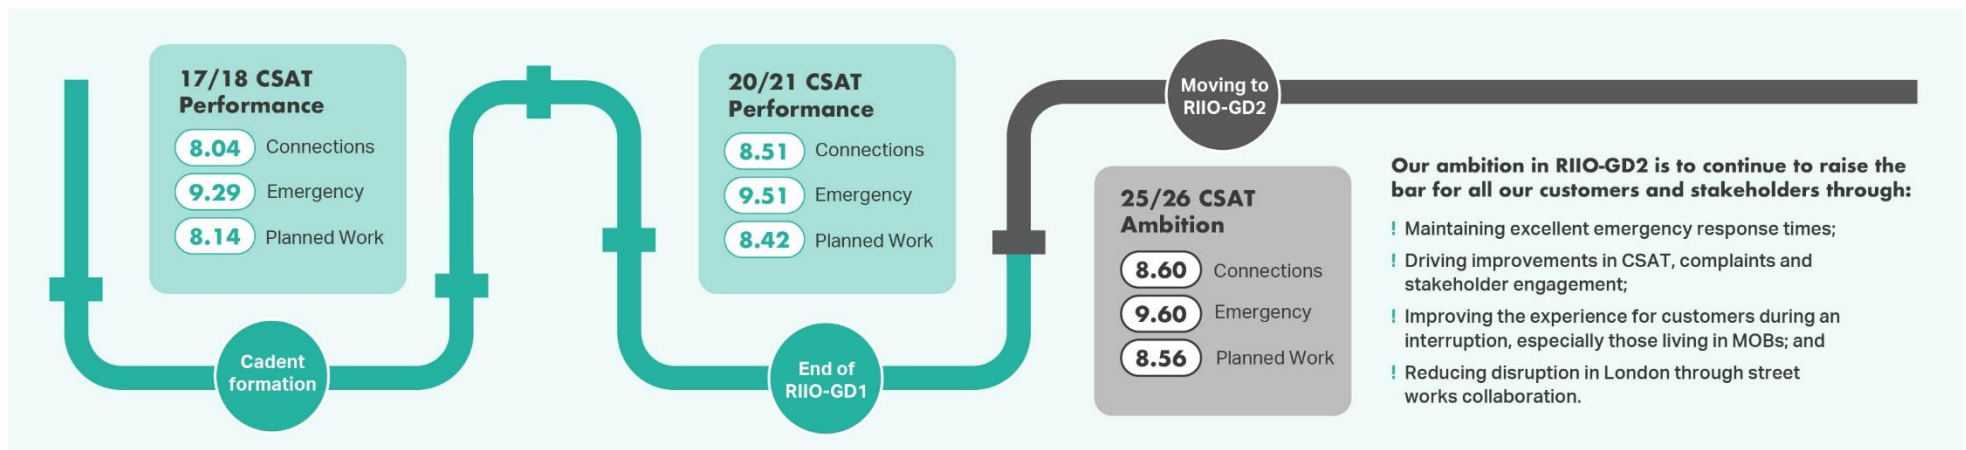 17/18 CSAT
Performance
8.04 Connections
9.29 Emergency
8.14 Planned Work
Cadent
formation
20/21 CSAT
Performance
8.51 Connections
9.51 Emergency
8.42 Planned Work
End of
RIIO-GD1
Moving to
RIIO-GD2
25/26 CSAT
Ambition
8.60 Connections
9.60 Emergency
8.56 Planned Work
Our ambition in RIIO-GD2 is to continue to raise the
bar for all our customers and stakeholders through:
! Maintaining excellent emergency response times;
! Driving improvements in CSAT, complaints and
stakeholder engagement;
! Improving the experience for customers during an
interruption, especially those living in MOBs; and
! Reducing disruption in London through street
works collaboration.